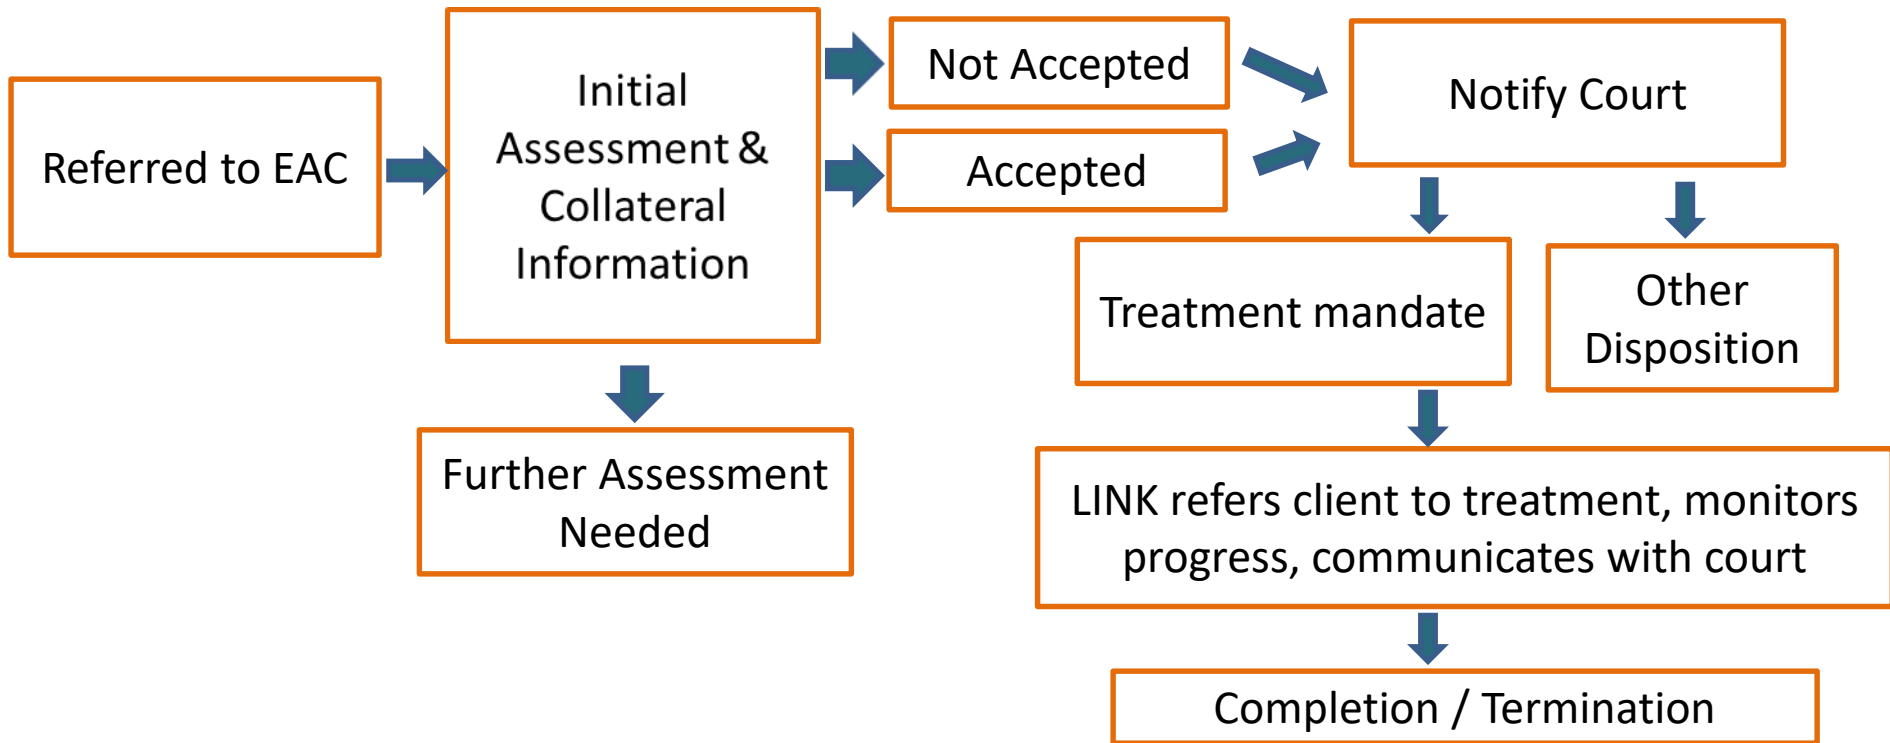 Referred to EAC
Initial
Assessment &
Collateral
Information
Not Accepted
Accepted
Notify Court
Further Assessment
Needed
Treatment mandate
Other
Disposition
LINK refers client to treatment, monitors
progress, communicates with court
Completion / Termination